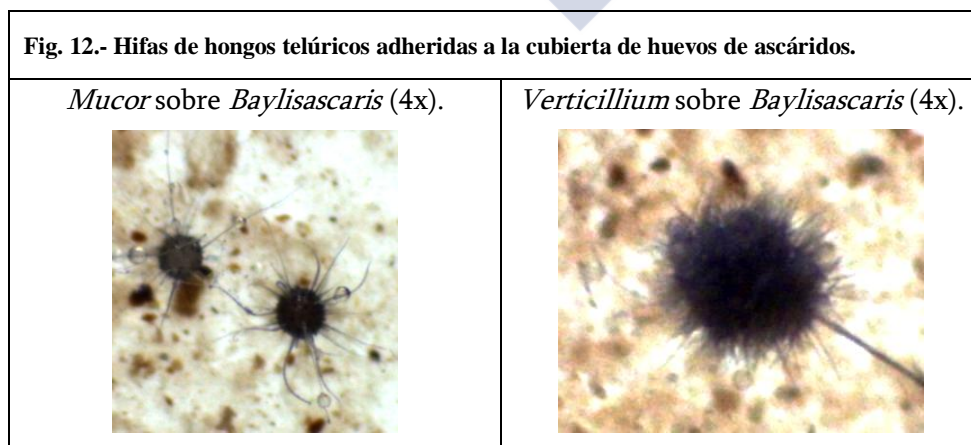 Fig. 12.- Hifas de hongos telúricos adheridas a la cubierta de huevos de ascáridos.
Mucor sobre Baylisascaris (4x).
Verticillium sobre Baylisascaris (4x).